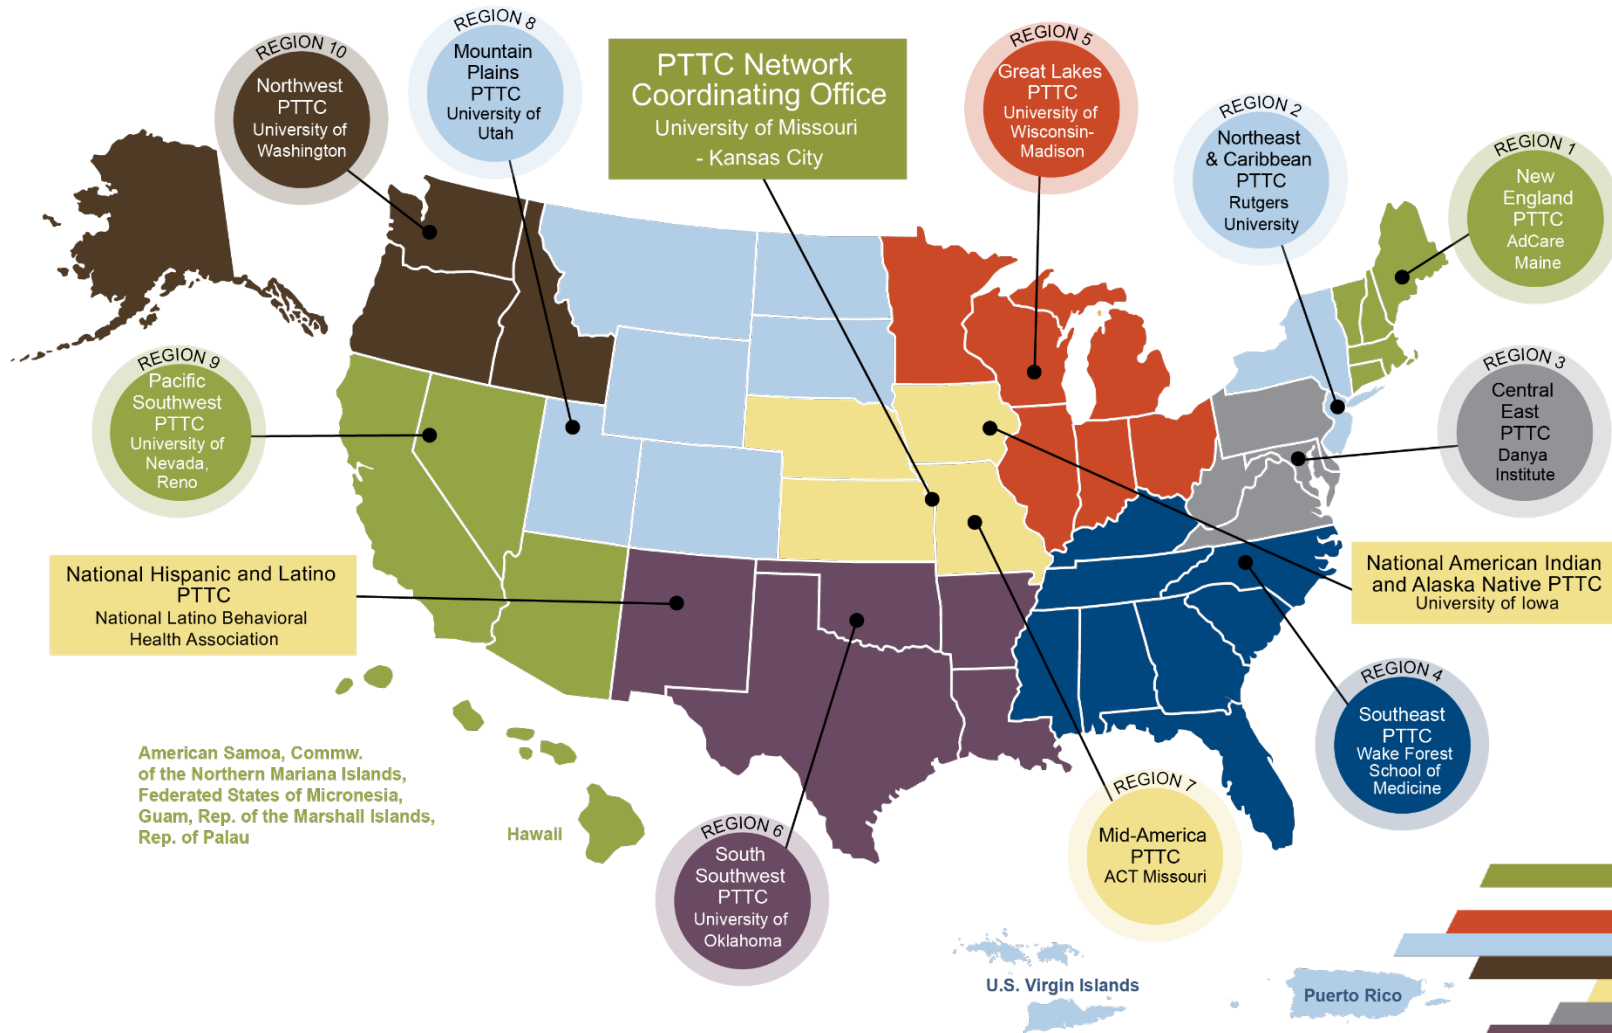 REGION 10
Northwest
PTTC
University of
Washington
REGION 8
Mountain
Plains
PTTC
University of
Utah
PTTC Network
Coordinating Office
University of Missouri
- Kansas City
REGION 5
Great Lakes
PTTC
University of
Wisconsin-
Madison
REGION 2
Northeast
& Caribbean
PTTC
Rutgers
University
REGION 1
New
England
PTTC
AdCare
Maine
REGION 9
Pacific
Southwest
PTTC
University of
Nevada,
Reno
REGION 3
Central
East
PTTC
Danya
Institute
National Hispanic and Latino
PTTC
National Latino Behavioral
Health Association
National American Indian
and Alaska Native PTTC
University of Iowa
REGION 4
Southeast
PTTC
Wake Forest
School of
Medicine
American Samoa, Commw.
of the Northern Mariana Islands,
Federated States of Micronesia,
Guam, Rep. of the Marshall Islands,
Rep. of Palau
Hawaii
REGION 6
South
Southwest
PTTC
University of
Oklahoma
REGION 7
Mid-America
PTTC
ACT Missouri
U.S. Virgin Islands
Puerto Rico